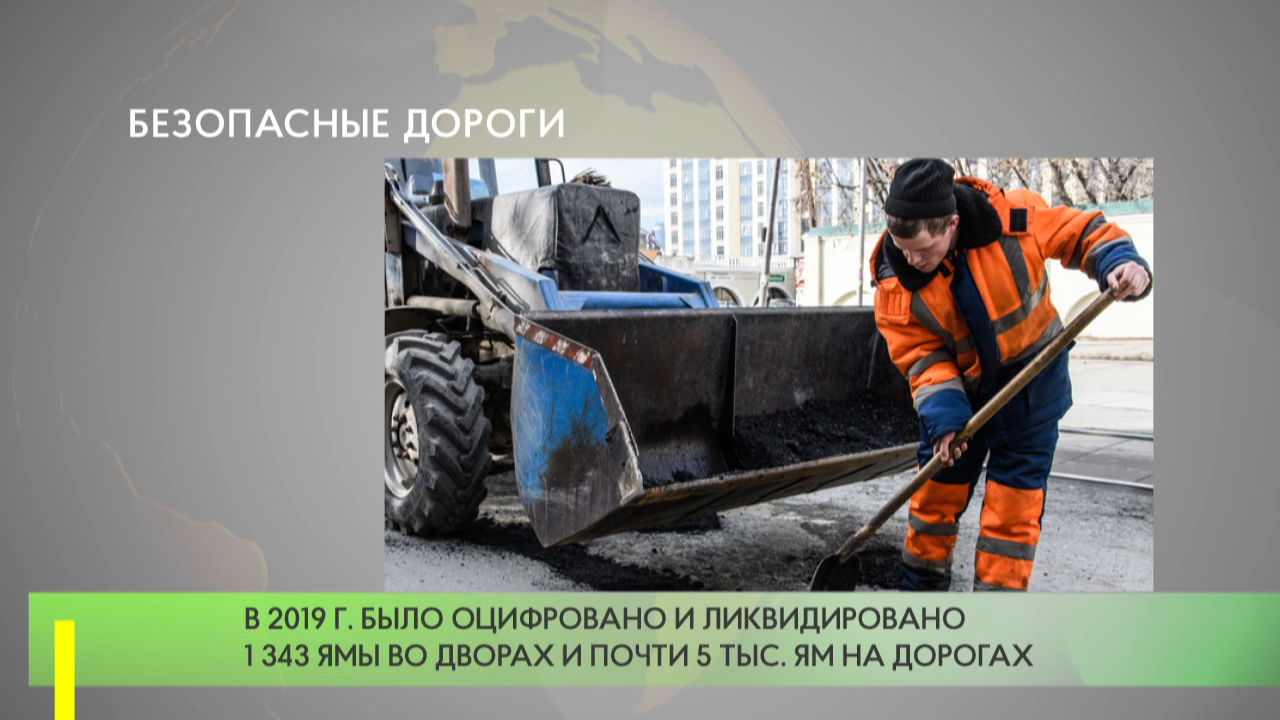 БЕЗОПАСНЫЕ ДОРОГИ
В 2019 Г. БЫЛО ОЦИФРОВАНО И ЛИКВИДИРОВАНО
1 343 ЯМЫ ВО ДВОРАХ И ПОЧТИ 5 ТЫС. ЯМ НА ДОРОГАХ